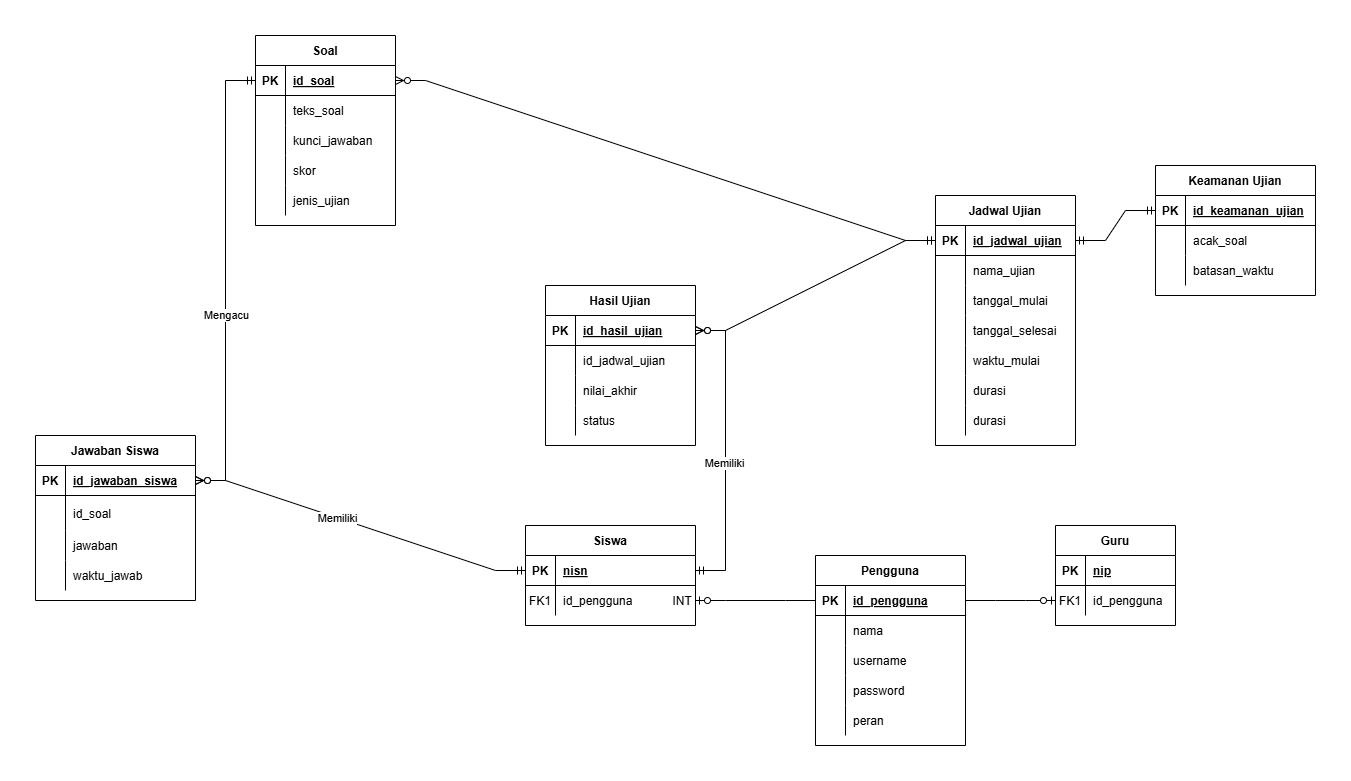 Soal
PK id_soal
teks_soal
kunci_jawaban
skor
jenis_ujian
Keamanan Ujian
PK id_keamanan_ujian
acak_soal
batasan_waktu
Jadwal Ujian
PK id_jadwal_ujian
nama_ujian
tanggal_mulai
tanggal_selesai
waktu_mulai
durasi
durasi
Hasil Ujian
PK id_hasil_ujian
id_jadwal_ujian
nilai_akhir
status
Mengacu
Jawaban Siswa
PK id_jawaban_siswa
id_soal
jawaban
waktu_jawab
Memiliki
Memiliki
Siswa
PK nisn
FK1 id_pengguna INT
Pengguna
PK id_pengguna
nama
username
password
peran
Guru
PK nip
FK1 id_pengguna